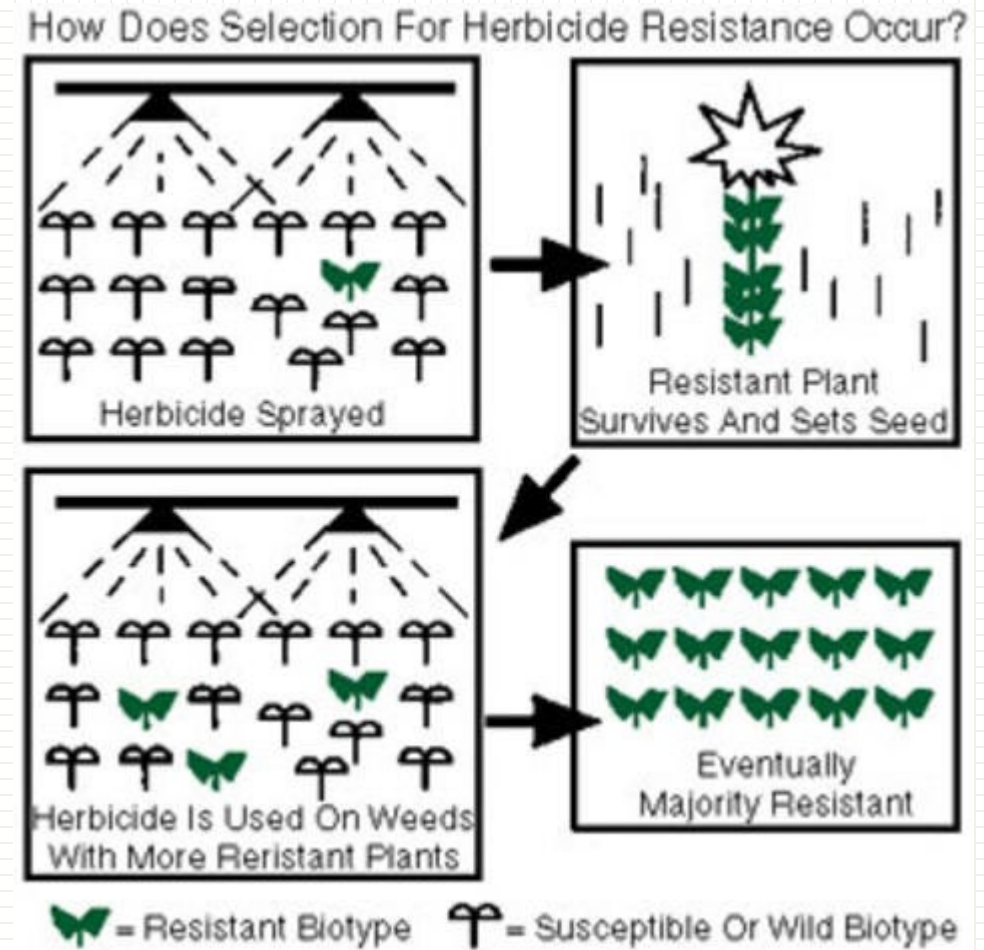 How Does Selection For Herbicide Resistance Occur?
Herbicide Sprayed
Resistant Plant
Survives And Sets Seed
Herbicide Is Used On Weeds
With More Reristant Plants
Eventually
Majority Resistant
= Resistant Biotype
= Susceptible Or Wild Biotype